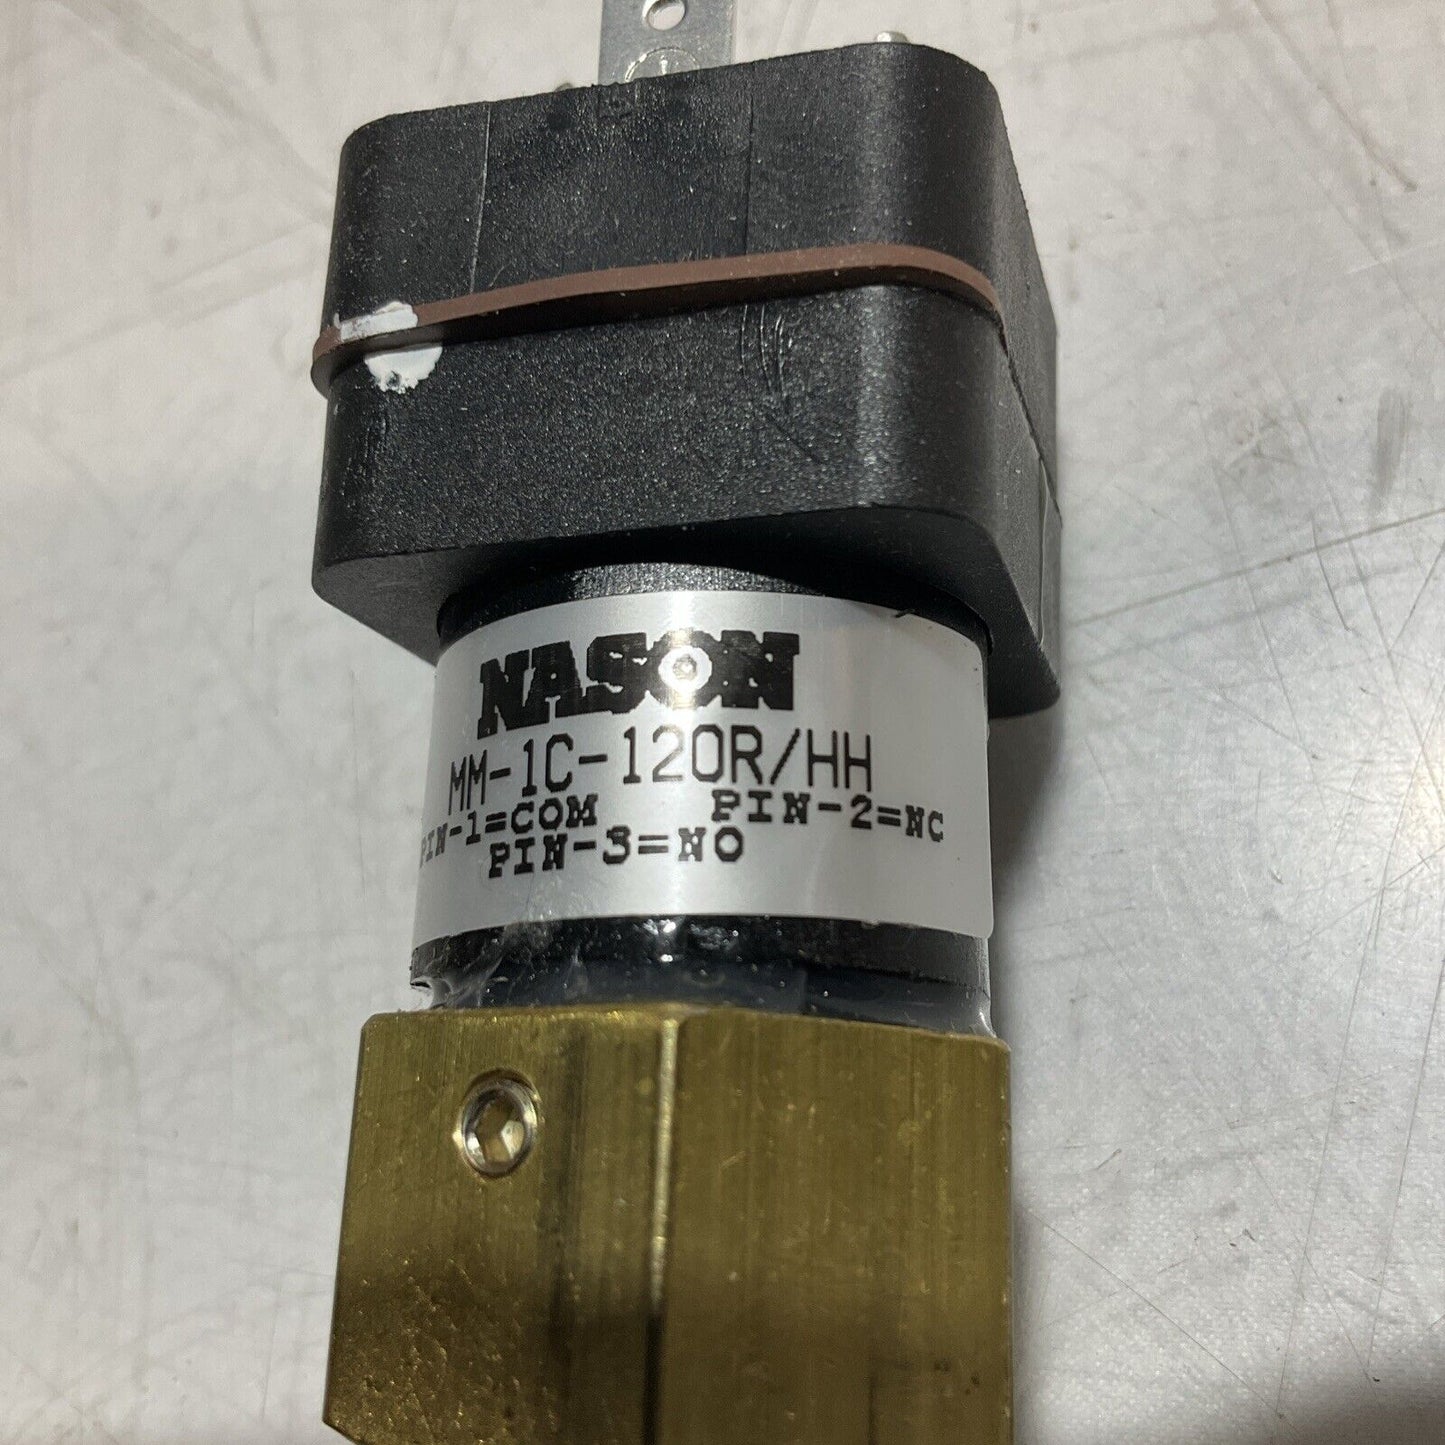 NASON
MM-1C-120R/HH
PIN-1=COM PIN-2=NC
PIN-3=NO